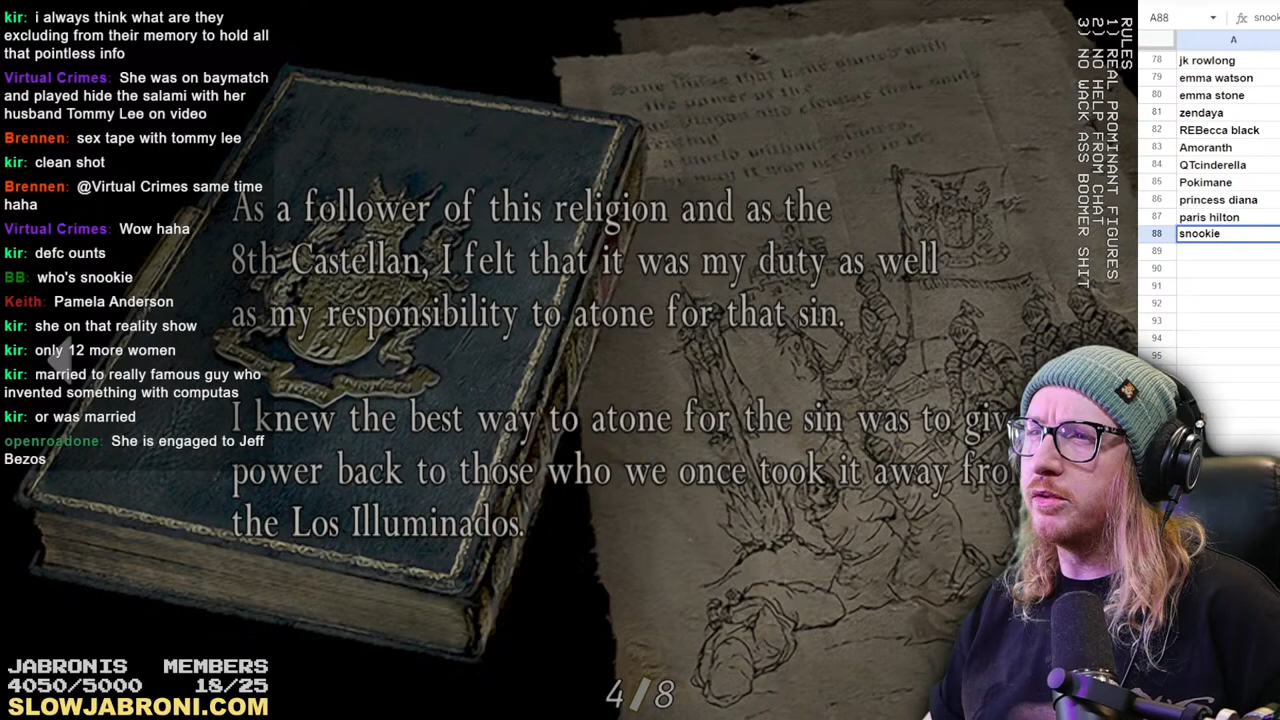 kir: i always think what are they
excluding from their memory to hold all
that pointless info
Virtual Crimes: She was on baymatch
and played hide the salami with her
husband Tommy Lee on video
Brennen: sex tape with tommy lee
kir: clean shot
Brennen: @Virtual Crimes same time
haha
Virtual Crimes: Wow haha
kir: defc ounts
BB: who's snookie
Keith: Pamela Anderson
kir: she on that reality show
kir: only 12 more women
kir: married to really famous guy who
invented something with computas
kir: or was married
openroadone: She is engaged to Jeff
Bezos
As a follower of this religion and as the
8th Castellan, I felt that it was my duty as well
as my responsibility to atone for that sin.
I knew the best way to atone for the sin was to giv
power back to those who we once took it away fro
the Los Illuminados.
4/8
RULES
1) REAL PROMINANT FIGURES
2) NO HELP FROM CHAT
3) NO WACK ASS BOOMER SHIT
A88 fx snook
A
78 jk rowlong
79 emma watson
80 emma stone
81 zendaya
82 REBecca black
83 Amoranth
84 QTcinderella
85 Pokimane
86 princess diana
87 paris hilton
88 snookie
89
90
91
92
93
94
95
JABRONIS MEMBERS
4050/5000 18/25
SLOWJABRONI.COM